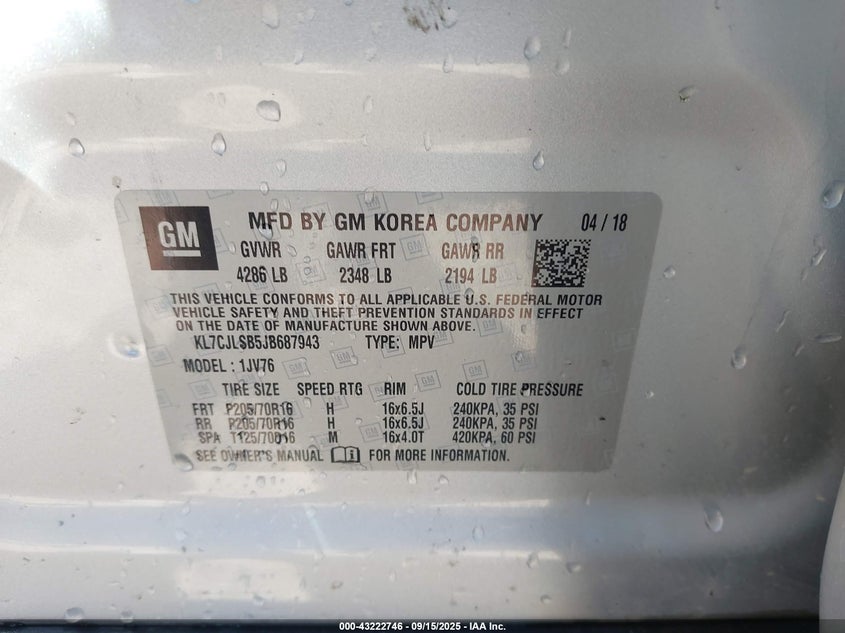 GM MFD BY GM KOREA COMPANY 04 / 18
GVWR GAWR FRT GAWR RR
4286 LB 2348 LB 2194 LB
THIS VEHICLE CONFORMS TO ALL APPLICABLE U.S. FEDERAL MOTOR
VEHICLE SAFETY AND THEFT PREVENTION STANDARDS IN EFFECT
ON THE DATE OF MANUFACTURE SHOWN ABOVE.
KL7CJLSB5JB687943 TYPE: MPV
MODEL: 1JV76
TIRE SIZE SPEED RTG RIM COLD TIRE PRESSURE
FRT P205/70R16 H 16x6.5J 240KPA, 35 PSI
RR P205/70R16 H 16x6.5J 240KPA, 35 PSI
SPA T125/70D16 M 16x4.0T 420KPA, 60 PSI
SEE OWNER'S MANUAL FOR MORE INFORMATION.
000-43222746 - 09/15/2025 - IAA Inc.